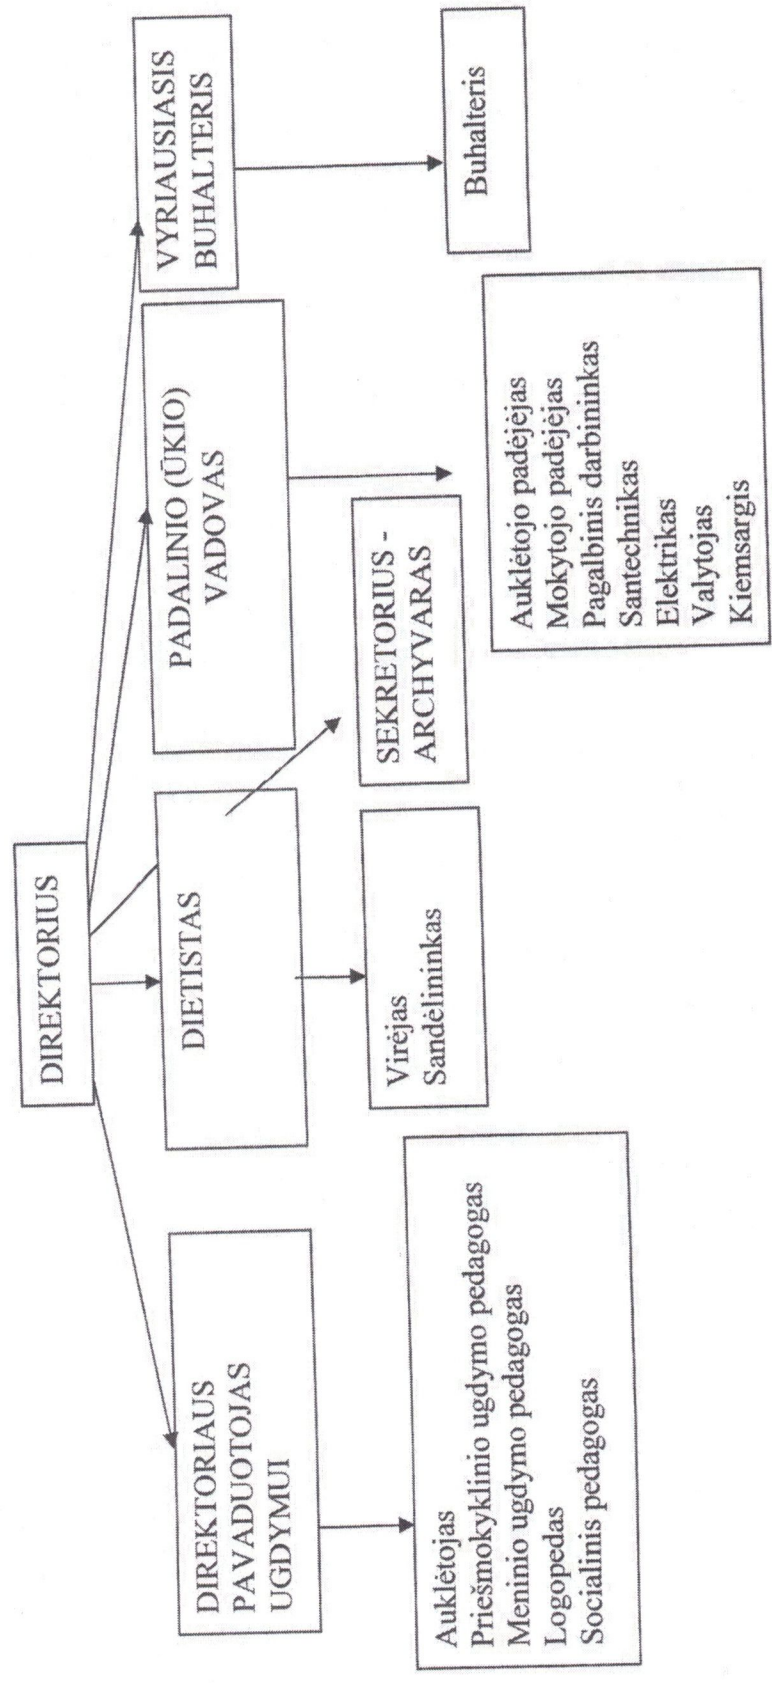 DIREKTORIUS
DIREKTORIAUS
PAVADUOTOJAS
UGDYMUI
DIETISTAS
PADALINIO (ŪKIO)
VADOVAS
VYRIAUSIASIS
BUHALTERIS
Auklėtojas
Priešmokyklinio ugdymo pedagogas
Meninio ugdymo pedagogas
Logopedas
Socialinis pedagogas
Virėjas
Sandėlininkas
SEKRETORIUS -
ARCHYVARAS
Auklėtojo padėjėjas
Mokytojo padėjėjas
Pagalbinis darbininkas
Santechnikas
Elektrikas
Valytojas
Kiemsargis
Buhalteris